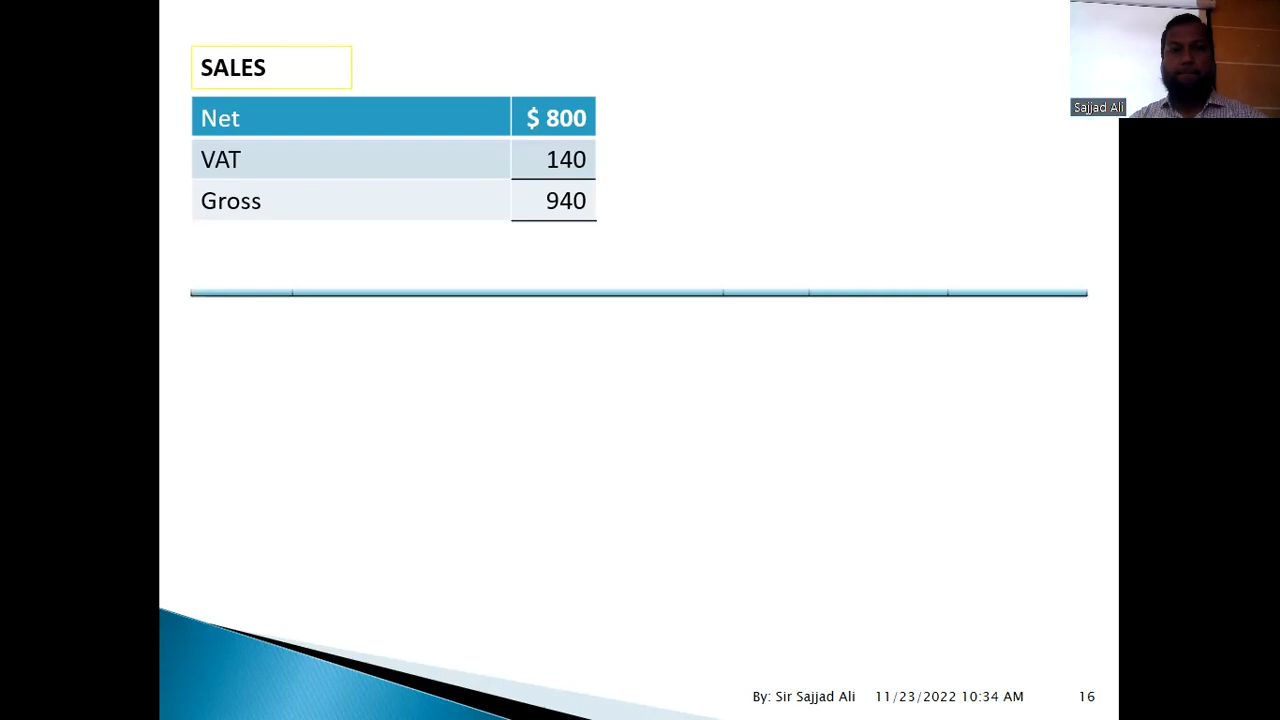 SALES
Net $ 800
VAT 140
Gross 940
Sajjad Ali
By: Sir Sajjad Ali 11/23/2022 10:34 AM 16